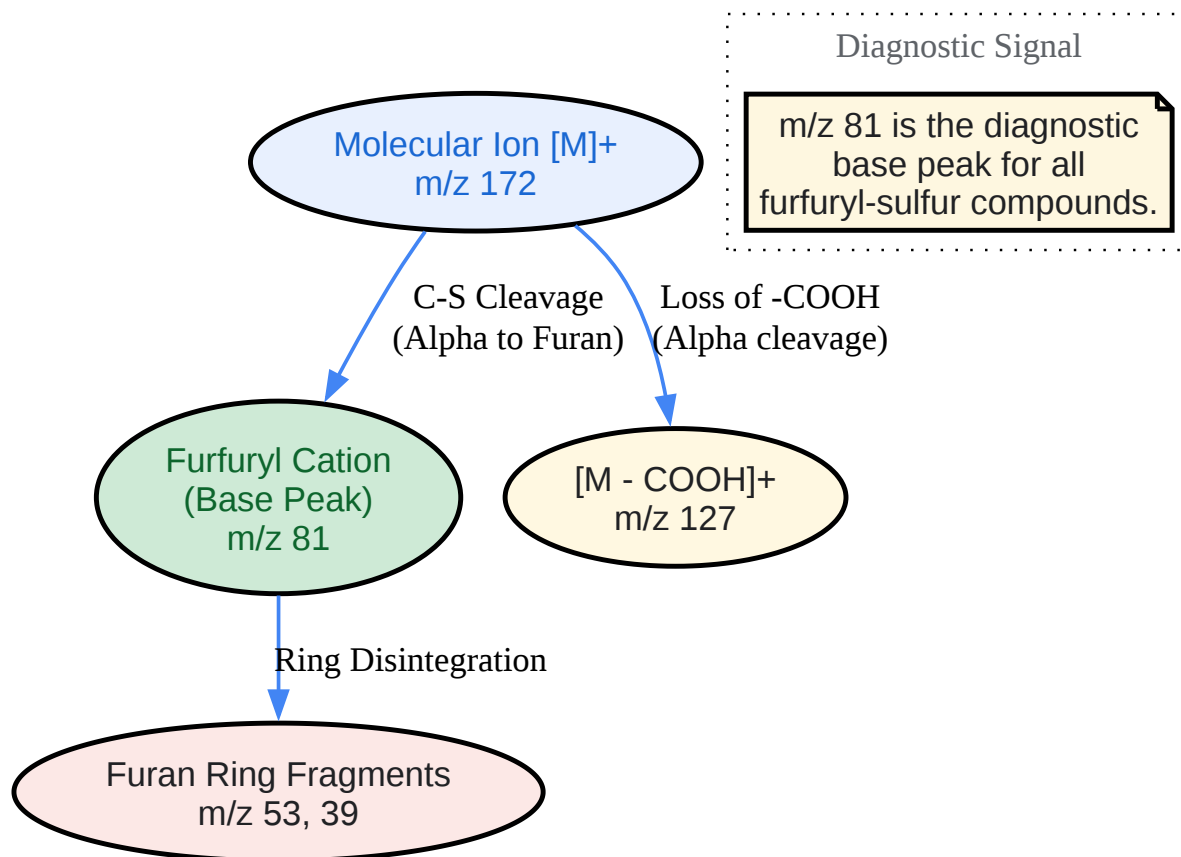 Diagnostic Signal
m/z 81 is the diagnostic
base peak for all
furfuryl-sulfur compounds.
Molecular Ion [M]+
m/z 172
C-S Cleavage
(Alpha to Furan)
Loss of -COOH
(Alpha cleavage)
Furfuryl Cation
(Base Peak)
m/z 81
[M - COOH]+
m/z 127
Ring Disintegration
Furan Ring Fragments
m/z 53, 39